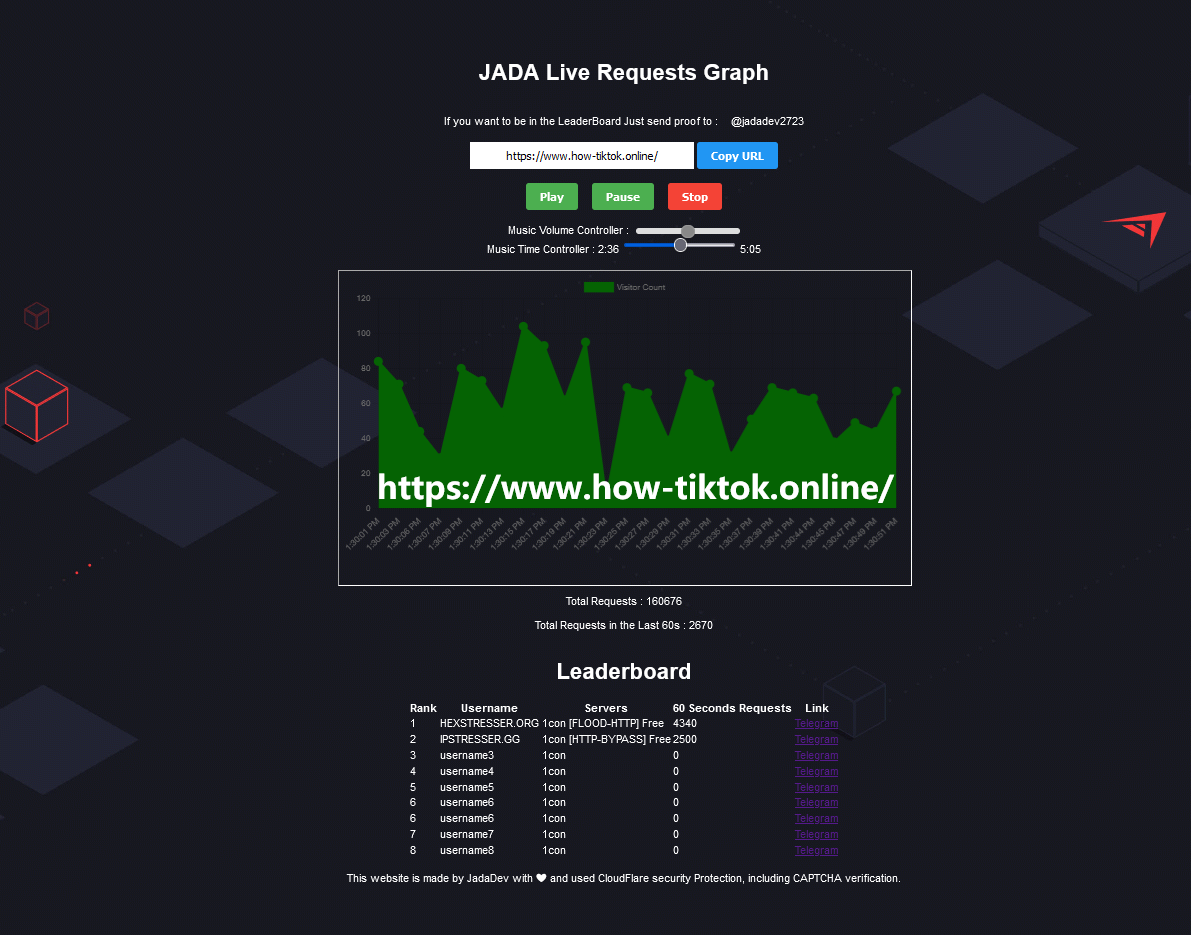 JADA Live Requests Graph
If you want to be in the LeaderBoard Just send proof to : @jadadev2723
https://www.how-tiktok.online/ Copy URL
Play Pause Stop
Music Volume Controller :
Music Time Controller : 2:36 5:05
Visitor Count
120
100
80
60
40
20
0
https://www.how-tiktok.online/
1:30:01 PM 1:30:03 PM 1:30:06 PM 1:30:07 PM 1:30:09 PM 1:30:11 PM 1:30:13 PM 1:30:15 PM 1:30:17 PM 1:30:19 PM 1:30:21 PM 1:30:23 PM 1:30:25 PM 1:30:27 PM 1:30:29 PM 1:30:31 PM 1:30:33 PM 1:30:35 PM 1:30:37 PM 1:30:39 PM 1:30:41 PM 1:30:44 PM 1:30:45 PM 1:30:47 PM 1:30:49 PM 1:30:51 PM
Total Requests : 160676
Total Requests in the Last 60s : 2670
Leaderboard
Rank Username Servers 60 Seconds Requests Link
1 HEXSTRESSER.ORG 1con [FLOOD-HTTP] Free 4340 Telegram
2 IPSTRESSER.GG 1con [HTTP-BYPASS] Free 2500 Telegram
3 username3 1con 0 Telegram
4 username4 1con 0 Telegram
5 username5 1con 0 Telegram
6 username6 1con 0 Telegram
6 username6 1con 0 Telegram
7 username7 1con 0 Telegram
8 username8 1con 0 Telegram
This website is made by JadaDev with ❤ and used CloudFlare security Protection, including CAPTCHA verification.